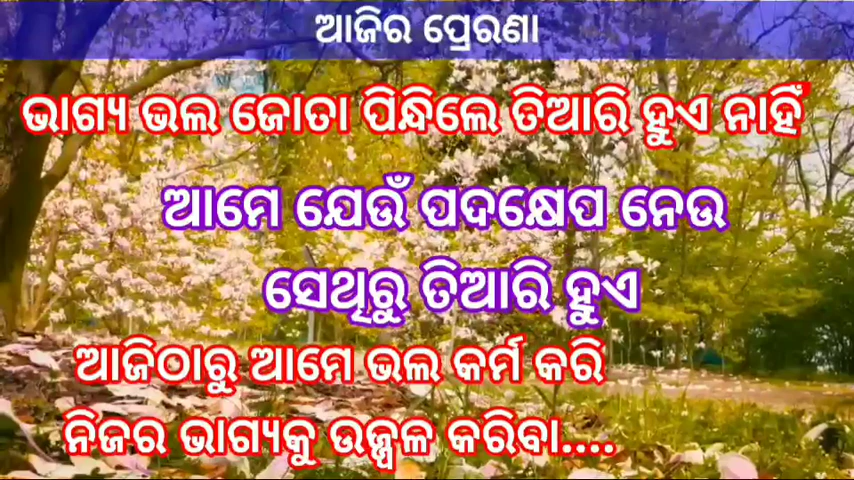 ଆଜିର ପ୍ରେରଣା
ଭାଗ୍ୟ ଭଲ ଜୋତା ପିନ୍ଧିଲେ ତିଆରି ହୁଏ ନାହିଁ
ଆମେ ଯେଉଁ ପଦକ୍ଷେପ ନେଉ
ସେଥିରୁ ତିଆରି ହୁଏ
ଆଜିଠାରୁ ଆମେ ଭଲ କର୍ମ କରି
ନିଜର ଭାଗ୍ୟକୁ ଉଜ୍ଜ୍ୱଳ କରିବା....